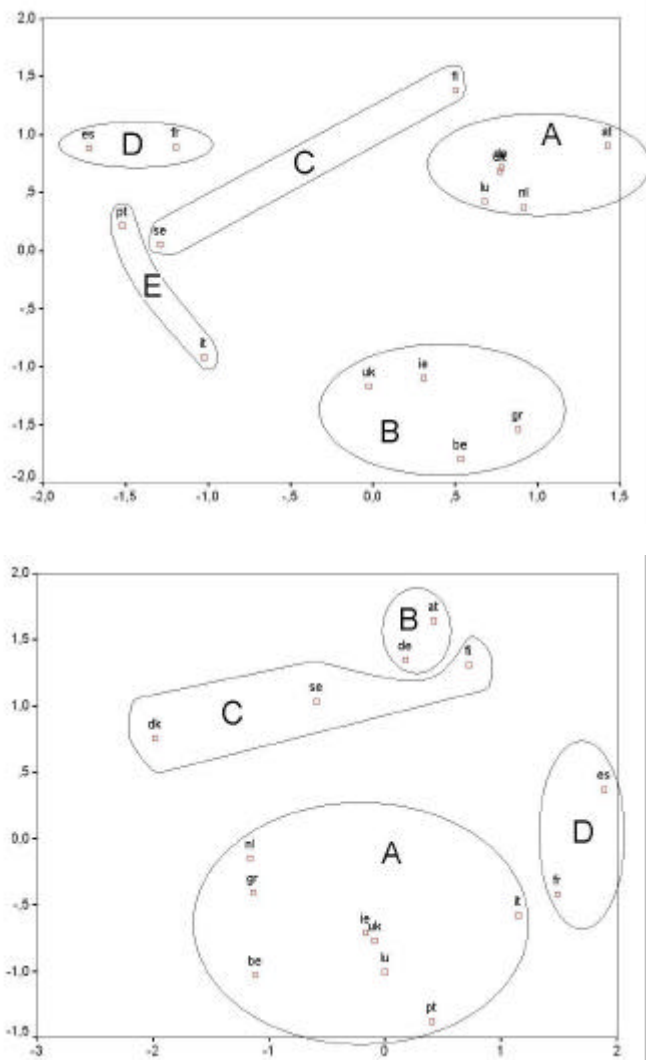 2,0
fi
1,5
es D fr
A at
1,0
C
de
,5
lu nl
pt
se
0,0
E
-,5
it
-1,0
uk ie
gr
-1,5
B
be
-2,0
-2,0 -1,5 -1,0 -,5 0,0 ,5 1,0 1,5
2,0
B at
1,5
de fi
se
1,0
C
dk
,5
es
D
0,0
nl A
gr
fr
-,5
it
ie
uk
be lu
-1,0
pt
-1,5
-3 -2 -1 0 1 2